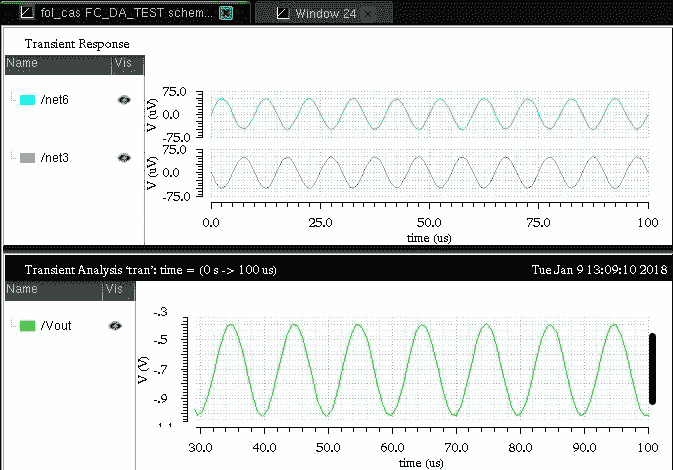 fol_cas FC_DA_TEST schem... Window 24
Transient Response
Name Vis
/net6
75.0
V (uV)
0.0
-75.0
/net3
75.0
V (uV)
0.0
-75.0
0.0 25.0 50.0 75.0 100
time (us)
Transient Analysis 'tran': time = (0 s -> 100 us) Tue Jan 9 13:09:10 2018
Name Vis
/Vout
-.3
-.5
V (V)
-.7
-.9
30.0 40.0 50.0 60.0 70.0 80.0 90.0 100
time (us)